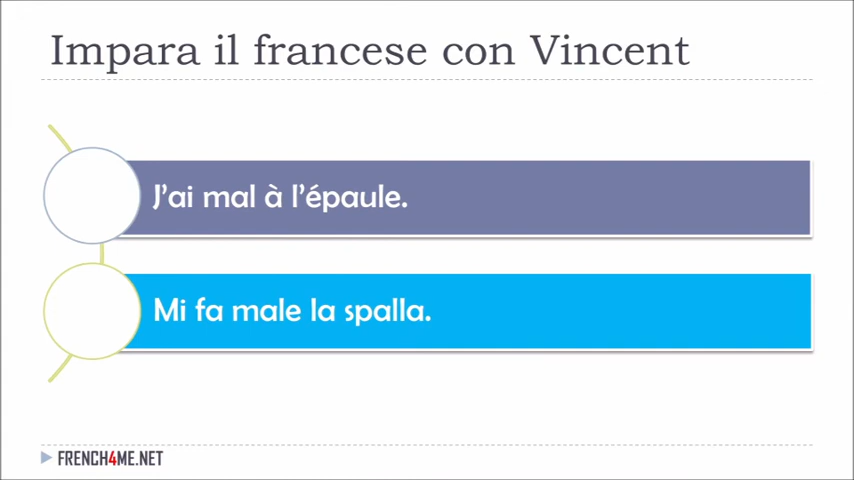 Impara il francese con Vincent
J'ai mal à l'épaule.
Mi fa male la spalla.
FRENCH4ME.NET